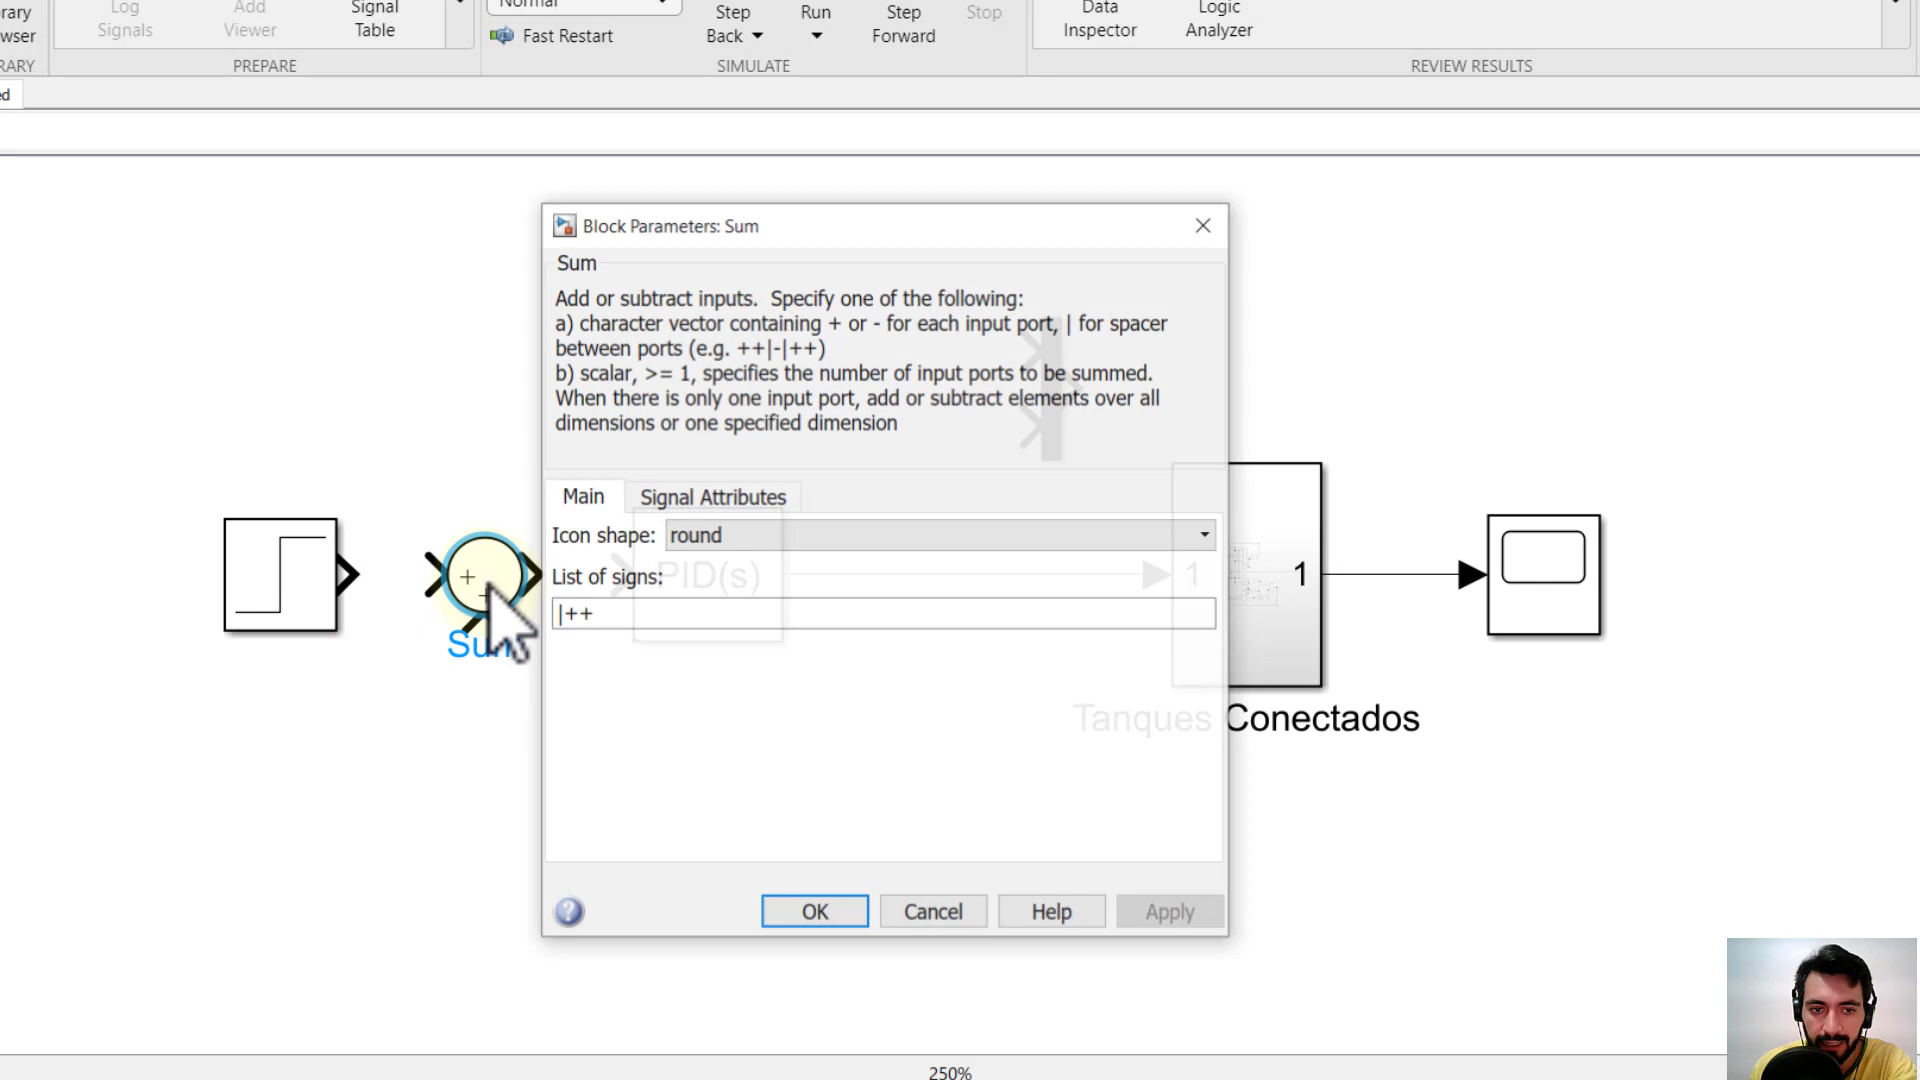 Log
Signals
Add
Viewer
Signal
Table
Normal
Fast Restart
Step
Back
Run
Step
Forward
Stop
Data
Inspector
Logic
Analyzer
PREPARE
SIMULATE
REVIEW RESULTS
Block Parameters: Sum
Sum
Add or subtract inputs. Specify one of the following:
a) character vector containing + or - for each input port, | for spacer
between ports (e.g. ++|-|++)
b) scalar, >= 1, specifies the number of input ports to be summed.
When there is only one input port, add or subtract elements over all
dimensions or one specified dimension
Main
Signal Attributes
Icon shape:
round
List of signs:
|++
PID(s)
1
1
Sum
Tanques Conectados
OK
Cancel
Help
Apply
250%